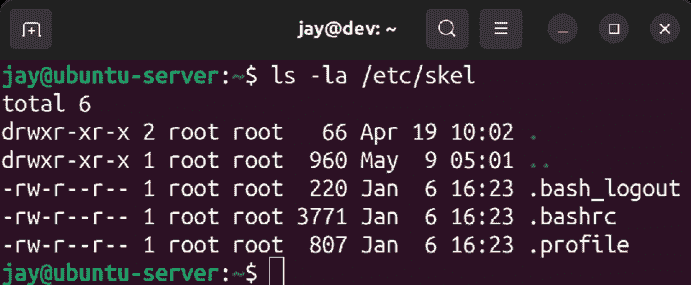 jay@dev: ~
jay@ubuntu-server:~$ ls -la /etc/skel
total 6
drwxr-xr-x 2 root root   66 Apr 19 10:02 .
drwxr-xr-x 1 root root  960 May  9 05:01 ..
-rw-r--r-- 1 root root  220 Jan  6 16:23 .bash_logout
-rw-r--r-- 1 root root 3771 Jan  6 16:23 .bashrc
-rw-r--r-- 1 root root  807 Jan  6 16:23 .profile
jay@ubuntu-server:~$